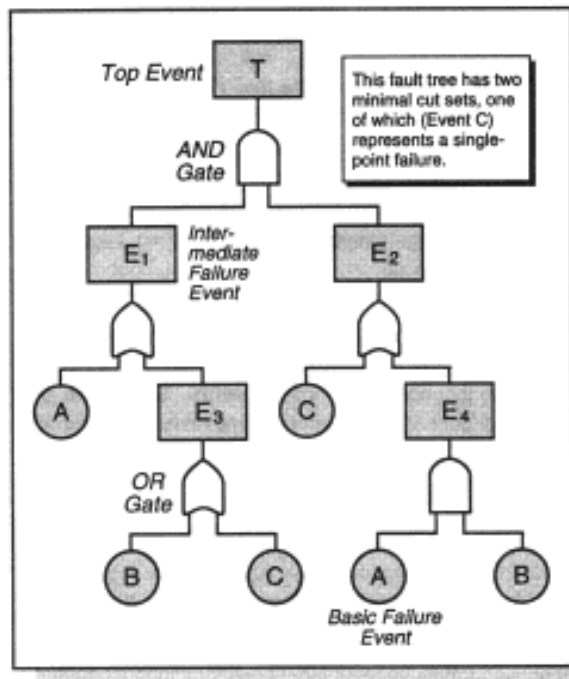 Top Event
T
This fault tree has two
minimal cut sets, one
of which (Event C)
represents a single-
point failure.
AND
Gate
E1
Inter-
mediate
Failure
Event
E2
A
E3
C
E4
OR
Gate
B
C
A
B
Basic Failure
Event